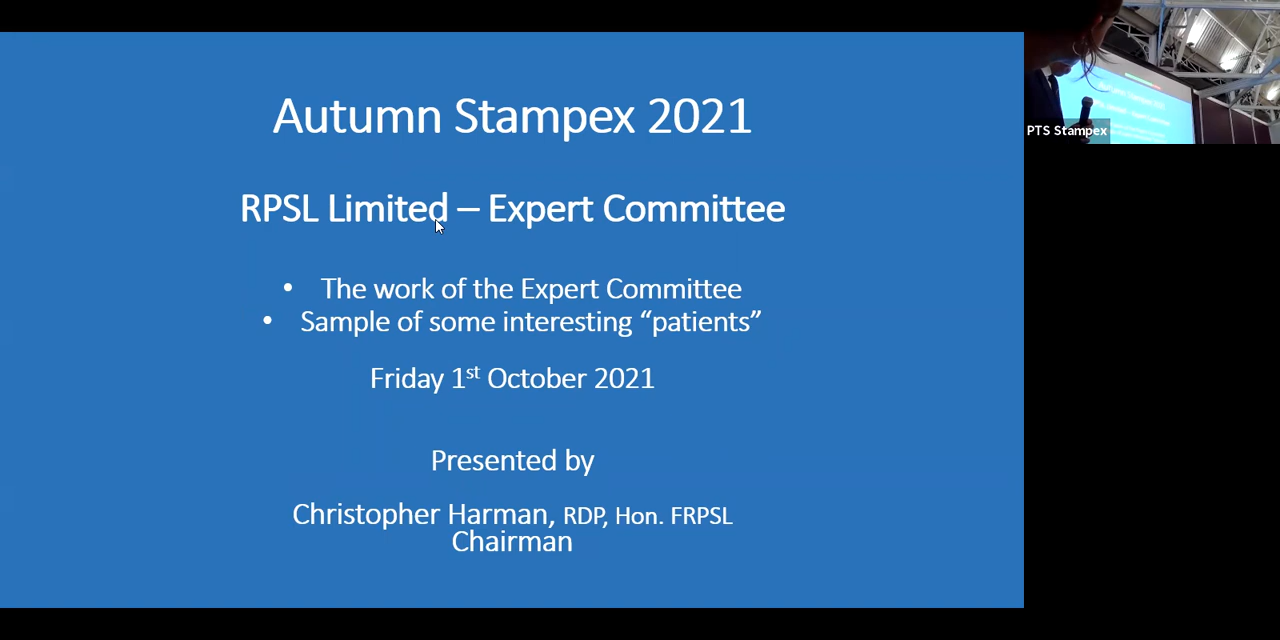 Autumn Stampex 2021
RPSL Limited – Expert Committee
• The work of the Expert Committee
• Sample of some interesting “patients”
Friday 1st October 2021
Presented by
Christopher Harman, RDP, Hon. FRPSL
Chairman
PTS Stampex